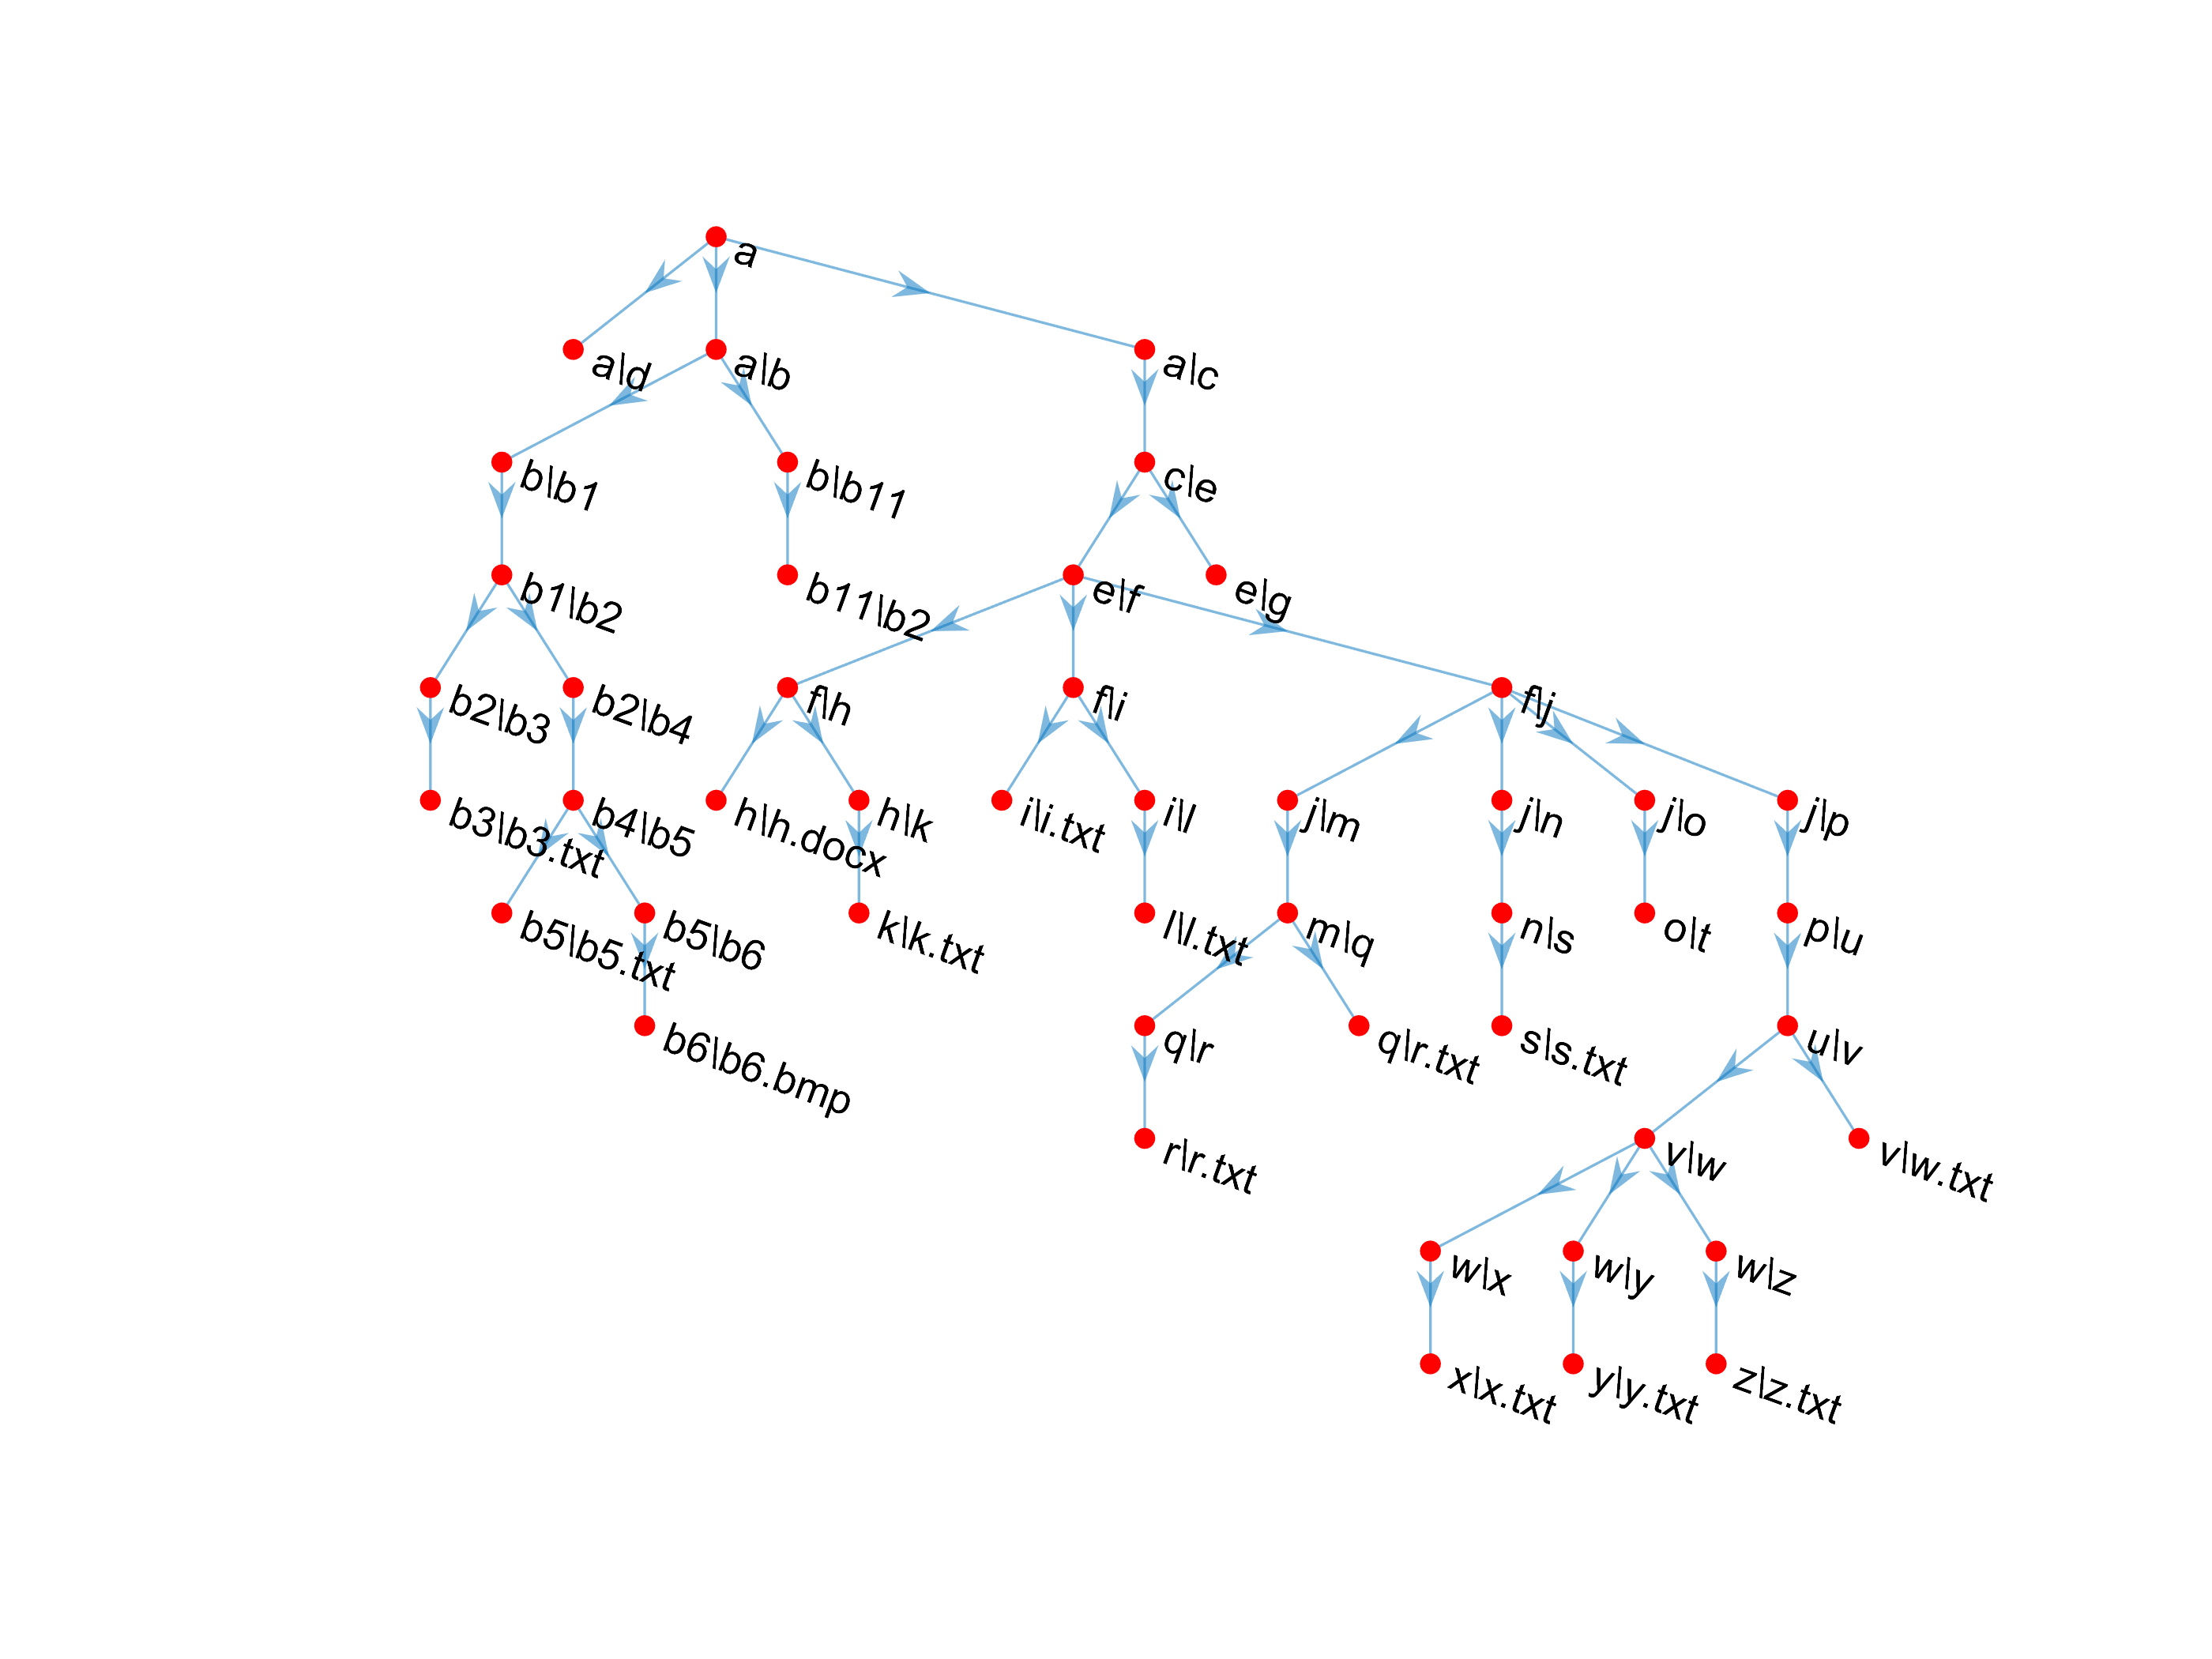 a
a\d
a\b
a\c
b\b1
b\b11
c\e
b1\b2
b11\b2
e\f
e\g
b2\b3
b2\b4
f\h
f\i
f\j
b3\b3.txt
b4\b5
h\h.docx
h\k
i\i.txt
i\l
j\m
j\n
j\o
j\p
b5\b5.txt
b5\b6
k\k.txt
l\l.txt
m\q
n\s
o\t
p\u
b6\b6.bmp
q\r
q\r.txt
s\s.txt
u\v
r\r.txt
v\w
v\w.txt
w\x
w\y
w\z
x\x.txt
y\y.txt
z\z.txt